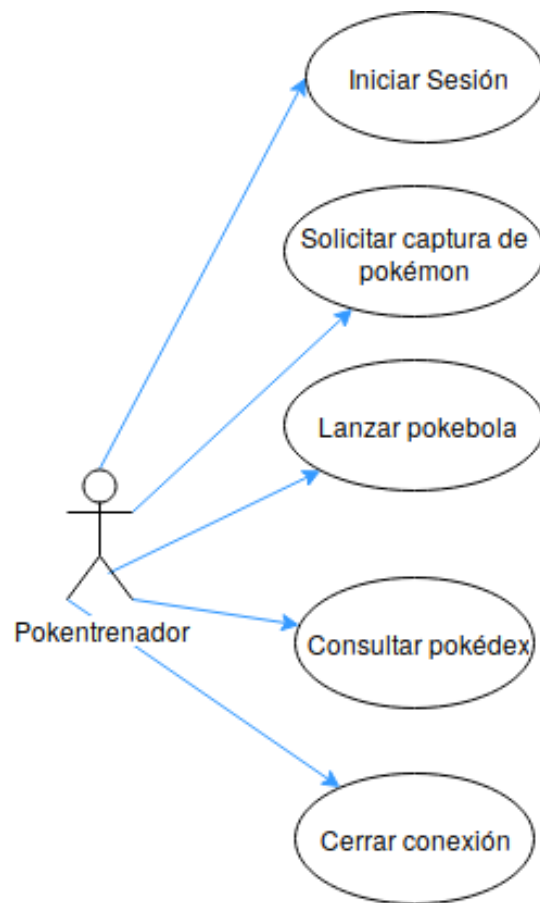 Iniciar Sesión
Solicitar captura de
pokémon
Lanzar pokebola
Pokentrenador
Consultar pokédex
Cerrar conexión